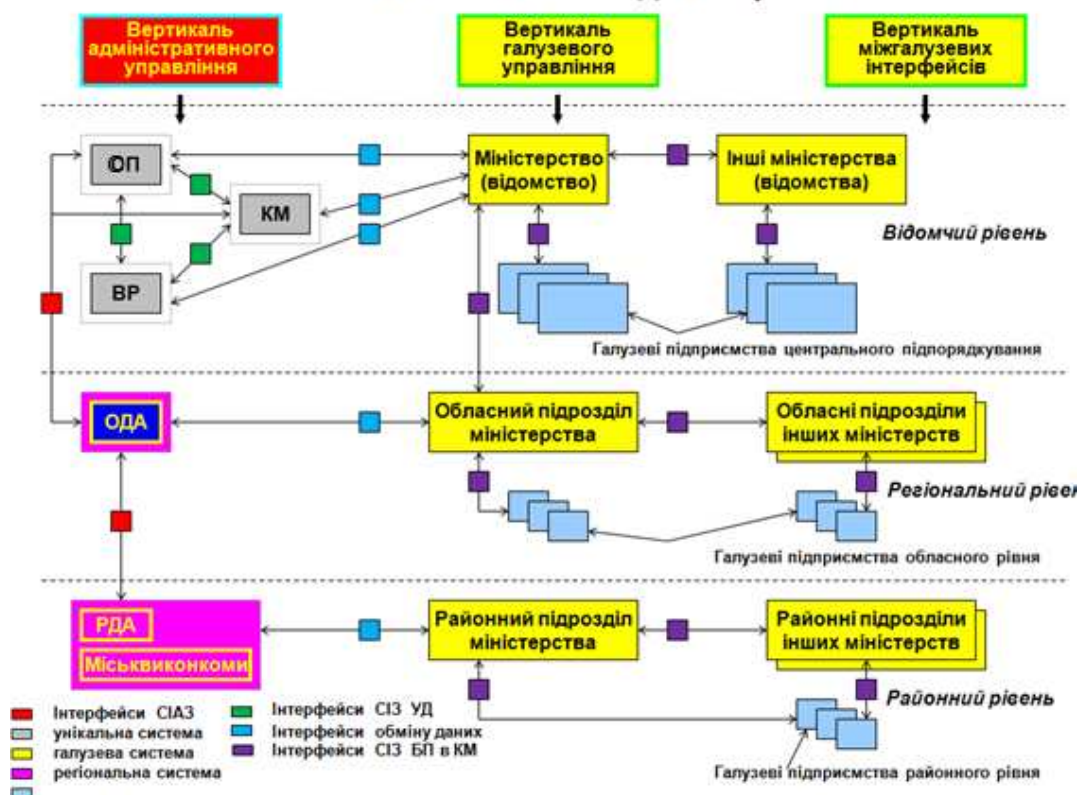 Вертикаль
адміністративного
управління
Вертикаль
галузевого
управління
Вертикаль
міжгалузевих
інтерфейсів
ОП
КМ
ВР
Міністерство
(відомство)
Інші міністерства
(відомства)
Відомчий рівень
Галузеві підприємства центрального підпорядкування
ОДА
Обласний підрозділ
міністерства
Обласні підрозділи
інших міністерств
Регіональний рівен
Галузеві підприємства обласного рівня
РДА
Міськвиконкоми
Районний підрозділ
міністерства
Районні підрозділи
інших міністерств
Районний рівень
Галузеві підприємства районного рівня
Інтерфейси СІАЗ
унікальна система
галузева система
регіональна система
Інтерфейси СІЗ УД
Інтерфейси обміну даних
Інтерфейси СІЗ БП в КМ